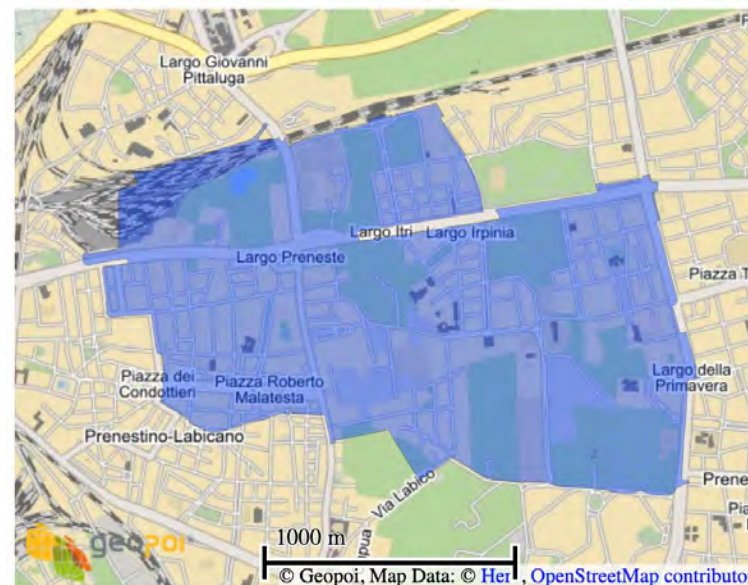 Largo Giovanni
Pittaluga
Largo Itri
Largo Irpinia
Largo Preneste
Piazza T
Piazza dei
Condottieri
Piazza Roberto
Malatesta
Largo della
Primavera
Prenestino-Labicano
Via Labico
Prene
Pia
geopoi
1000 m
© Geopoi, Map Data: © Her, OpenStreetMap contributo